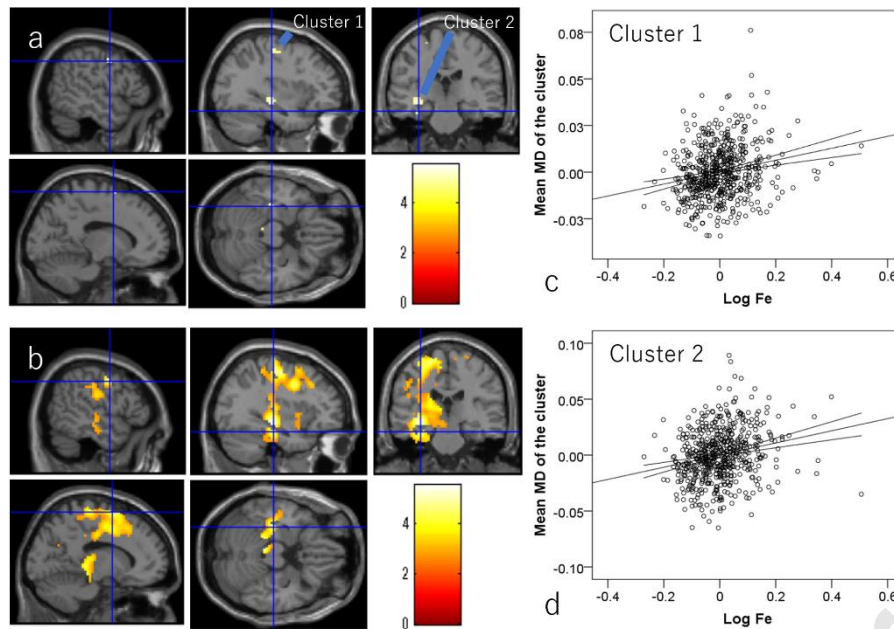 a
Cluster 1
Cluster 2
4
2
0
b
4
2
0
Cluster 1
Mean MD of the cluster
0.08
0.05
0.03
0.00
-0.03
-0.4
-0.2
0
0.2
0.4
0.6
Log Fe
c
Cluster 2
Mean MD of the cluster
0.10
0.05
0.00
-0.05
-0.10
-0.4
-0.2
0
0.2
0.4
0.6
Log Fe
d